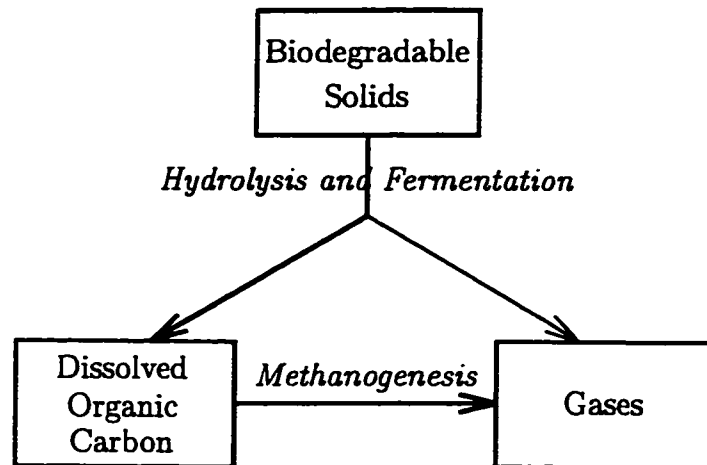 Biodegradable
Solids
Hydrolysis and Fermentation
Dissolved
Organic
Carbon
Methanogenesis
Gases